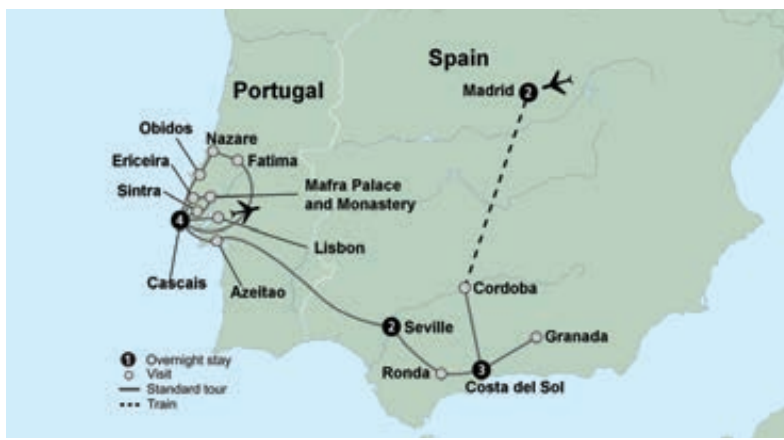 Spain
Madrid 2
Portugal
Obidos
Nazare
Ericeira
Fatima
Sintra
Mafra Palace
and Monastery
4
Lisbon
Cascais
Azeitao
Cordoba
2 Seville
Granada
Ronda
3
Costa del Sol
1 Overnight stay
Visit
Standard tour
Train